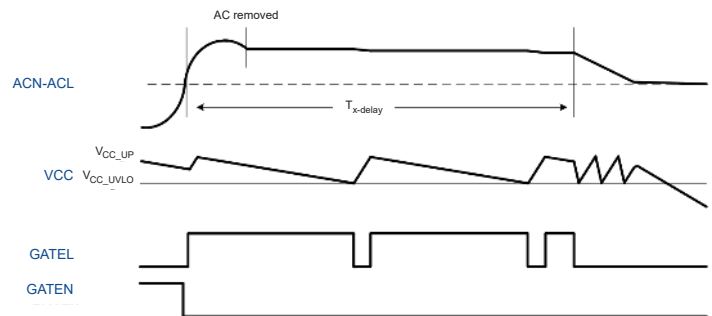 AC removed
ACN-ACL
Tx-delay
VCC_UP
VCC
VCC_UVLO
GATEL
GATEN